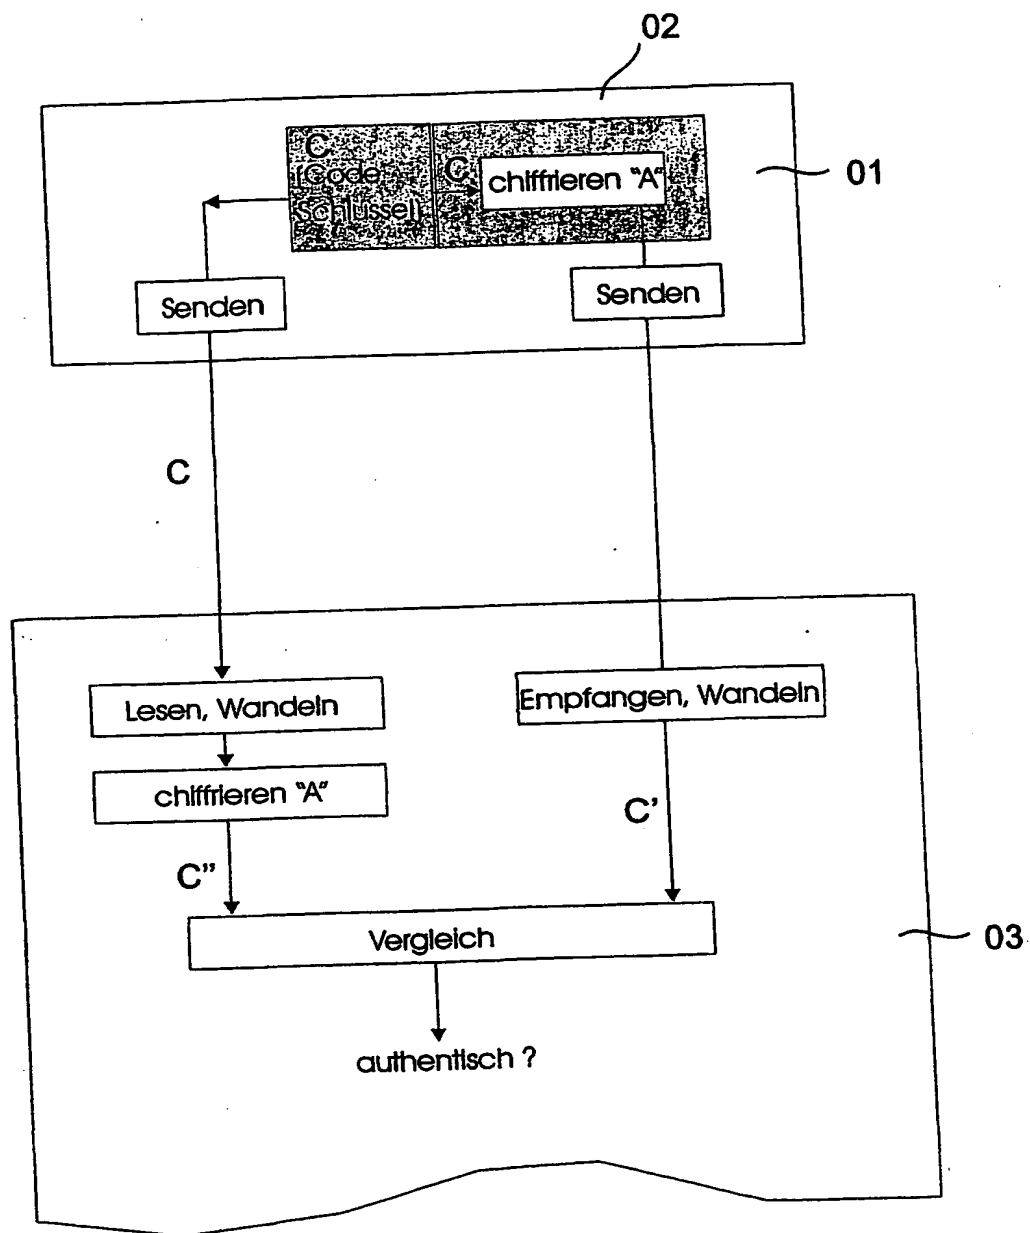 02
C
(Code
Schlüssel)
C
chiffrieren "A"
01
Senden
Senden
C
Lesen, Wandeln
Empfangen, Wandeln
chiffrieren "A"
C'
C"
Vergleich
03
authentisch ?